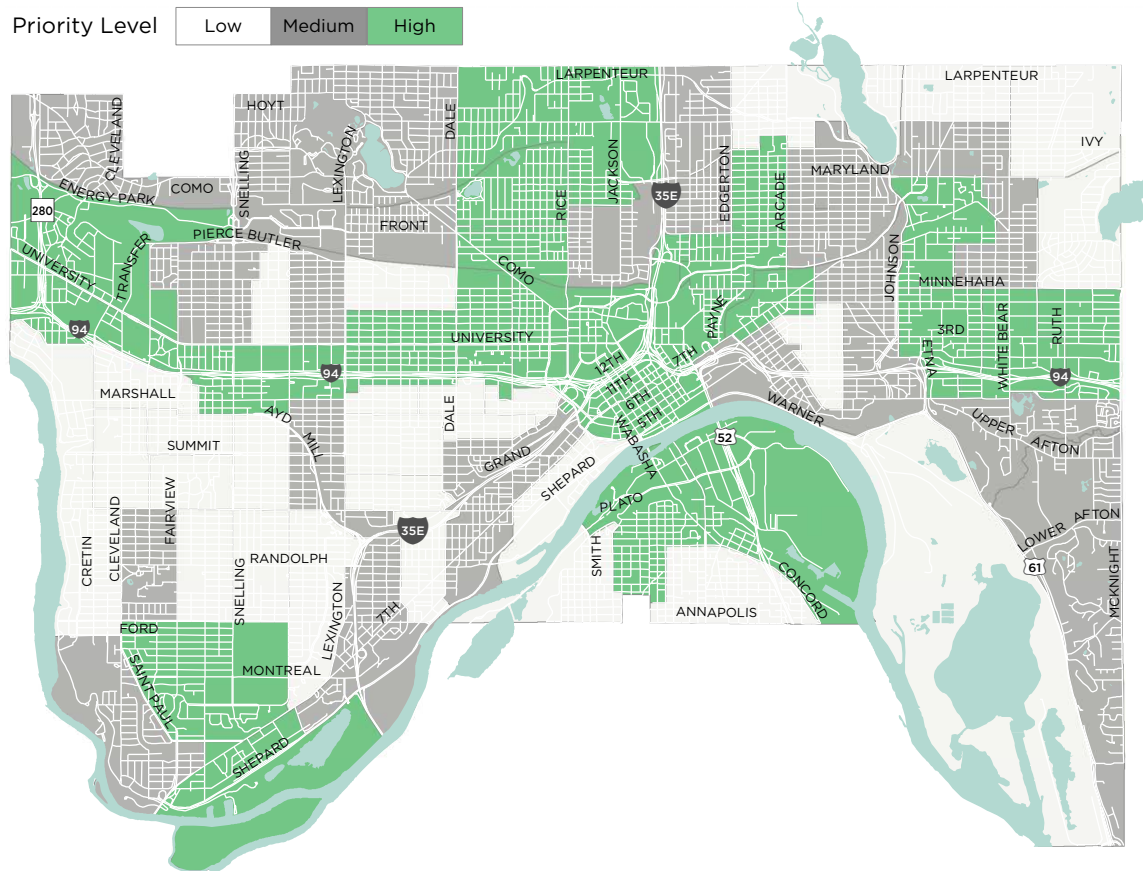 Priority Level Low Medium High
LARPENTEUR
LARPENTEUR
HOYT
CLEVELAND
DALE
LEXINGTON
IVY
JACKSON
EDGERTON
MARYLAND
ARCADE
SNELLING
COMO
ENERGY PARK
35E
RICE
280
FRONT
PIERCE BUTLER
TRANSFER
UNIVERSITY
COMO
JOHNSON
MINNEHAHA
PAYNE
94
UNIVERSITY
3RD
WHITE BEAR
RUTH
ETNA
12TH
7TH
94
11TH
94
MARSHALL
6TH
5TH
AYD
MILL
DALE
WABASHA
WARNER
52
UPPER
AFTON
SUMMIT
GRAND
SHEPARD
PLATO
FAIRVIEW
CLEVELAND
CRETIN
35E
AFTON
LOWER
RANDOLPH
SMITH
61
CONCORD
MCKNIGHT
SNELLING
LEXINGTON
7TH
ANNAPOLIS
FORD
MONTREAL
SAINT PAUL
SHEPARD